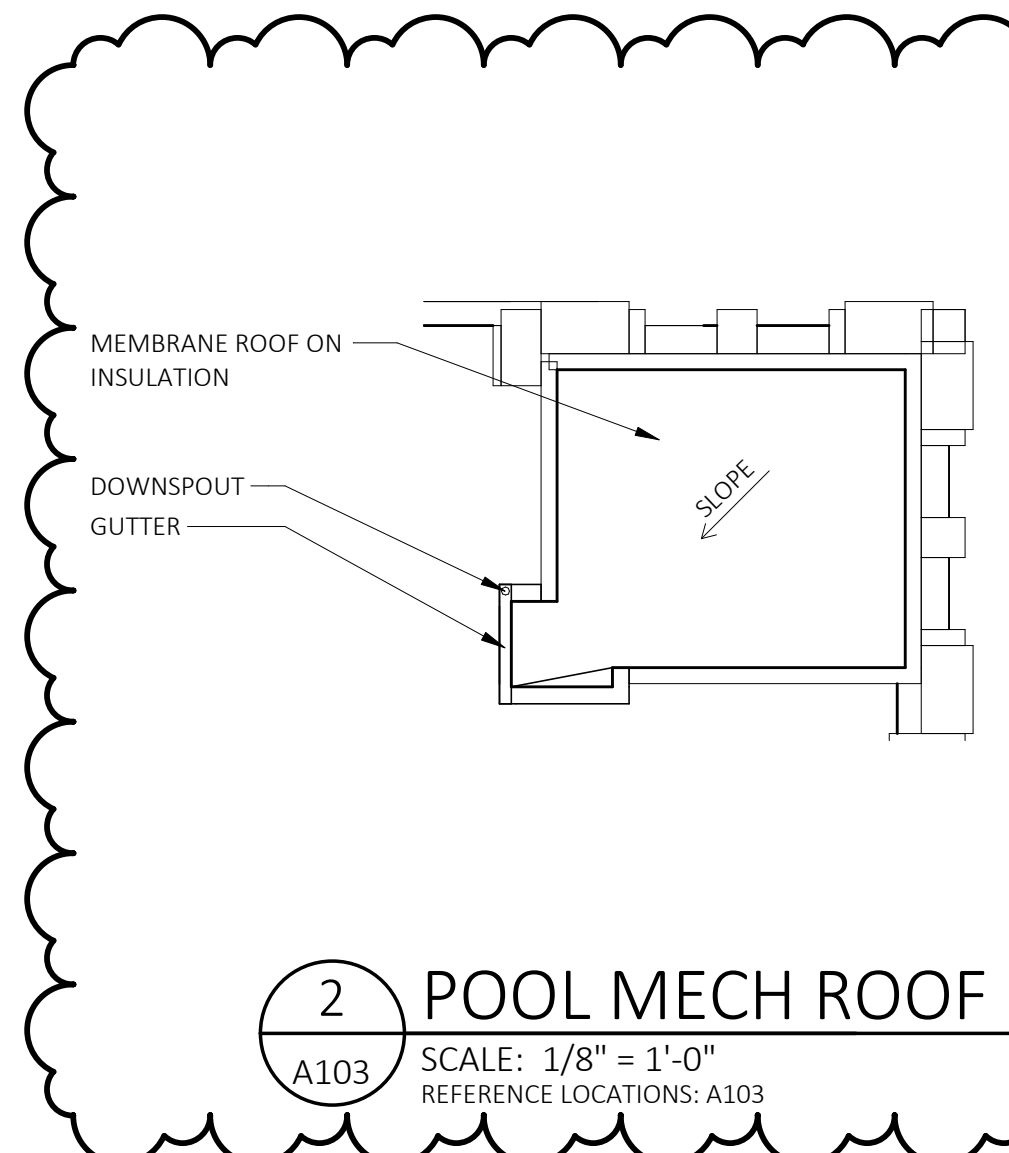 MEMBRANE ROOF ON
INSULATION
DOWNSPOUT
GUTTER
SLOPE
2
A103
POOL MECH ROOF
SCALE: 1/8" = 1'-0"
REFERENCE LOCATIONS: A103